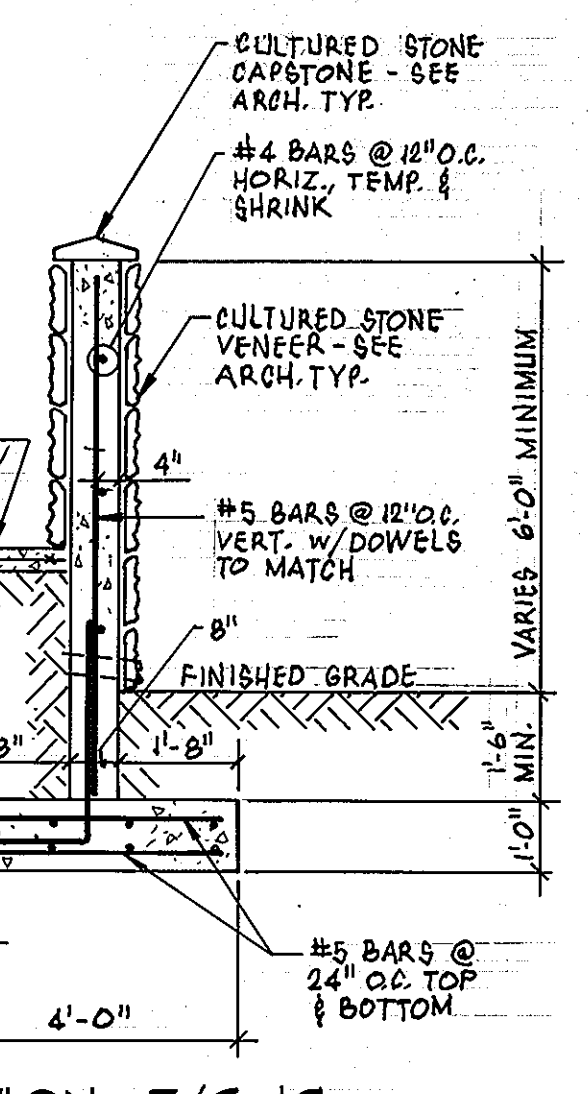 CULTURED STONE
CAPSTONE - SEE
ARCH. TYP.
#4 BARS @ 12" O.C.
HORIZ., TEMP. &
SHRINK
CULTURED STONE
VENEER - SEE
ARCH. TYP.
4"
#5 BARS @ 12" O.C.
VERT. W/DOWELS
TO MATCH
VARIES 6'-0" MINIMUM
8"
FINISHED GRADE
1'-8"
1'-6"
MIN.
1'-0"
#5 BARS @
24" O.C. TOP
& BOTTOM
4'-0"